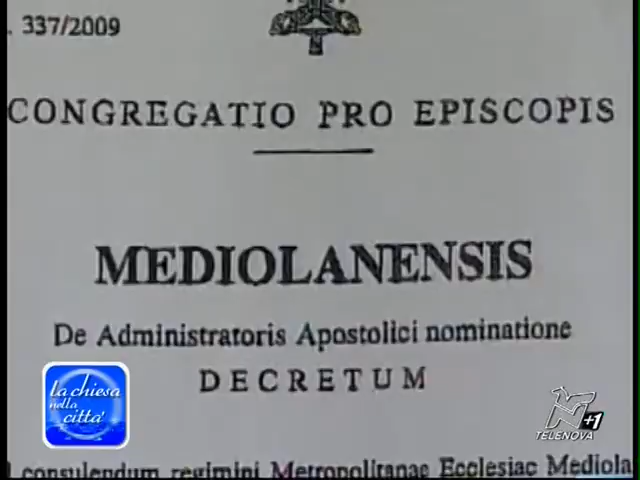 . 337/2009
CONGREGATIO PRO EPISCOPIS
MEDIOLANENSIS
De Administratoris Apostolici nominatione
DECRETUM
la chiesa
nella
città
+1
TELENOVA
consulendum regimini Metropolitanae Ecclesiae Mediola